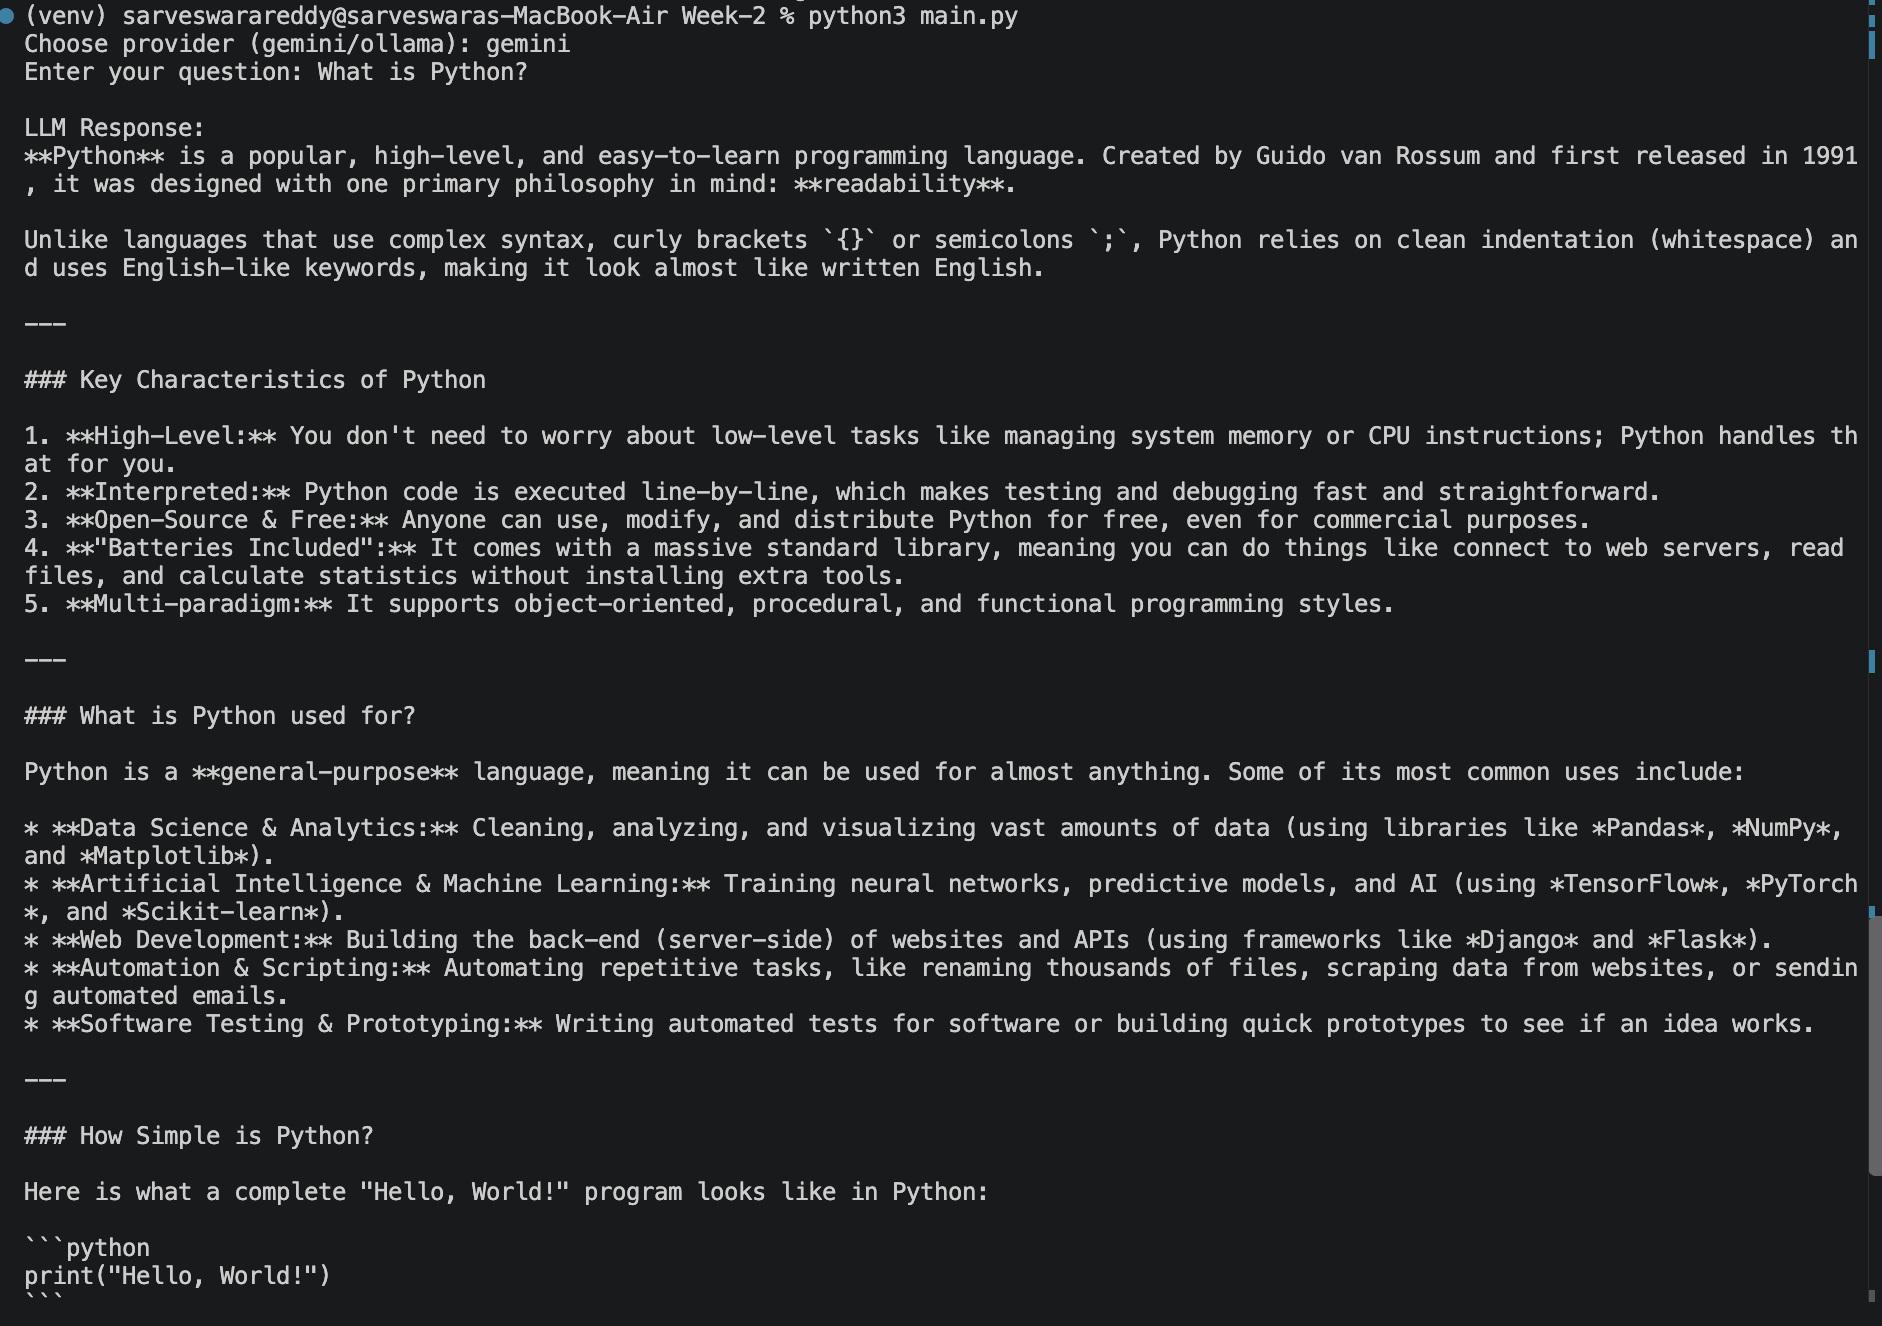 (venv) sarveswarareddy@sarveswaras-MacBook-Air Week-2 % python3 main.py
Choose provider (gemini/ollama): gemini
Enter your question: What is Python?

LLM Response:
**Python** is a popular, high-level, and easy-to-learn programming language. Created by Guido van Rossum and first released in 1991
, it was designed with one primary philosophy in mind: **readability**.

Unlike languages that use complex syntax, curly brackets `{}` or semicolons `;`, Python relies on clean indentation (whitespace) an
d uses English-like keywords, making it look almost like written English.

---

### Key Characteristics of Python

1. **High-Level:** You don't need to worry about low-level tasks like managing system memory or CPU instructions; Python handles th
at for you.
2. **Interpreted:** Python code is executed line-by-line, which makes testing and debugging fast and straightforward.
3. **Open-Source & Free:** Anyone can use, modify, and distribute Python for free, even for commercial purposes.
4. **"Batteries Included":** It comes with a massive standard library, meaning you can do things like connect to web servers, read
files, and calculate statistics without installing extra tools.
5. **Multi-paradigm:** It supports object-oriented, procedural, and functional programming styles.

---

### What is Python used for?

Python is a **general-purpose** language, meaning it can be used for almost anything. Some of its most common uses include:

* **Data Science & Analytics:** Cleaning, analyzing, and visualizing vast amounts of data (using libraries like *Pandas*, *NumPy*,
and *Matplotlib*).
* **Artificial Intelligence & Machine Learning:** Training neural networks, predictive models, and AI (using *TensorFlow*, *PyTorch
*, and *Scikit-learn*).
* **Web Development:** Building the back-end (server-side) of websites and APIs (using frameworks like *Django* and *Flask*).
* **Automation & Scripting:** Automating repetitive tasks, like renaming thousands of files, scraping data from websites, or sendin
g automated emails.
* **Software Testing & Prototyping:** Writing automated tests for software or building quick prototypes to see if an idea works.

---

### How Simple is Python?

Here is what a complete "Hello, World!" program looks like in Python:

```python
print("Hello, World!")
```